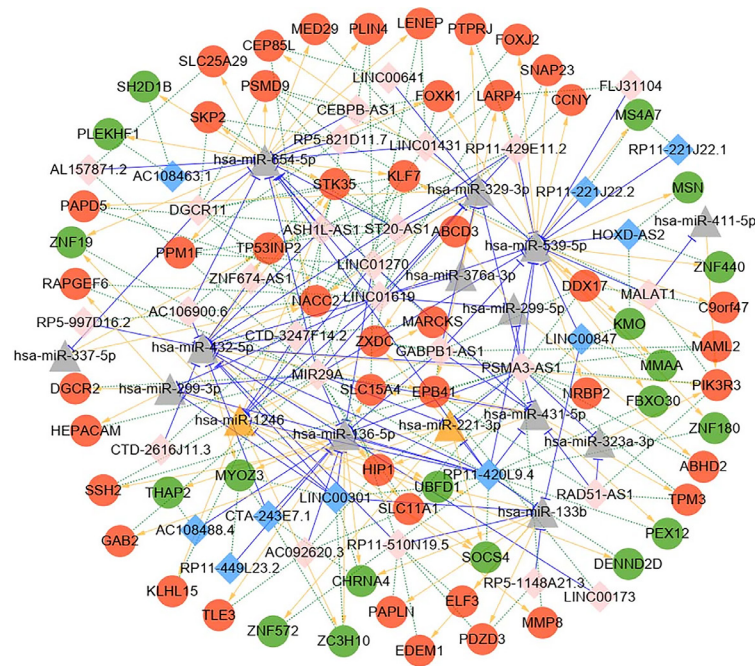 MED29
PLIN4
LENEP
PTPRJ
FOXJ2
CEP85L
SLC25A29
LINC00641
SNAP23
SH2D1B
PSMD9
FOXK1
LARP4
FLJ31104
CEBPB-AS1
CCNY
MS4A7
SKP2
PLEKHF1
RP5-821D11.7
LINC01431
RP11-429E11.2
RP11-221J22.1
hsa-miR-654-5p
AL157871.2
AC108463.1
STK35
KLF7
hsa-miR-329-3p
RP11-221J22.2
MSN
PAPD5
DGCR11
ASH1L-AS1
ST20-AS1
ABCD3
hsa-miR-539-5p
HOXD-AS2
hsa-miR-411-5p
ZNF19
PPM1F
TP53INP2
LINC01270
hsa-miR-376a-3p
ZNF440
RAPGEF6
ZNF674-AS1
NACC2
LINC01619
DDX17
MALAT1
C9orf47
RP5-997D16.2
AC106900.6
MARCKS
hsa-miR-299-5p
KMO
CTD-3247F14.2
ZXDC
LINC00847
MAML2
hsa-miR-337-5p
hsa-miR-432-5p
GABPB1-AS1
MMAA
DGCR2
MIR29A
PSMA3-AS1
PIK3R3
hsa-miR-299-3p
SLC15A4
EPB41
NRBP2
FBXO30
HEPACAM
hsa-miR-1246
hsa-miR-136-5p
hsa-miR-221-3p
hsa-miR-431-5p
ZNF180
hsa-miR-323a-3p
CTD-2616J11.3
MYOZ3
HIP1
RP11-420L9.4
ABHD2
SSH2
THAP2
LINC00301
UBFD1
RAD51-AS1
TPM3
CTA-243E7.1
SLC11A1
hsa-miR-133b
GAB2
AC108488.4
AC092620.3
RP11-510N19.5
PEX12
RP11-449L23.2
SOCS4
DENND2D
KLHL15
CHRNA4
RP5-1148A21.3
LINC00173
TLE3
PAPLN
ELF3
MMP8
ZNF572
ZC3H10
EDEM1
PDZD3